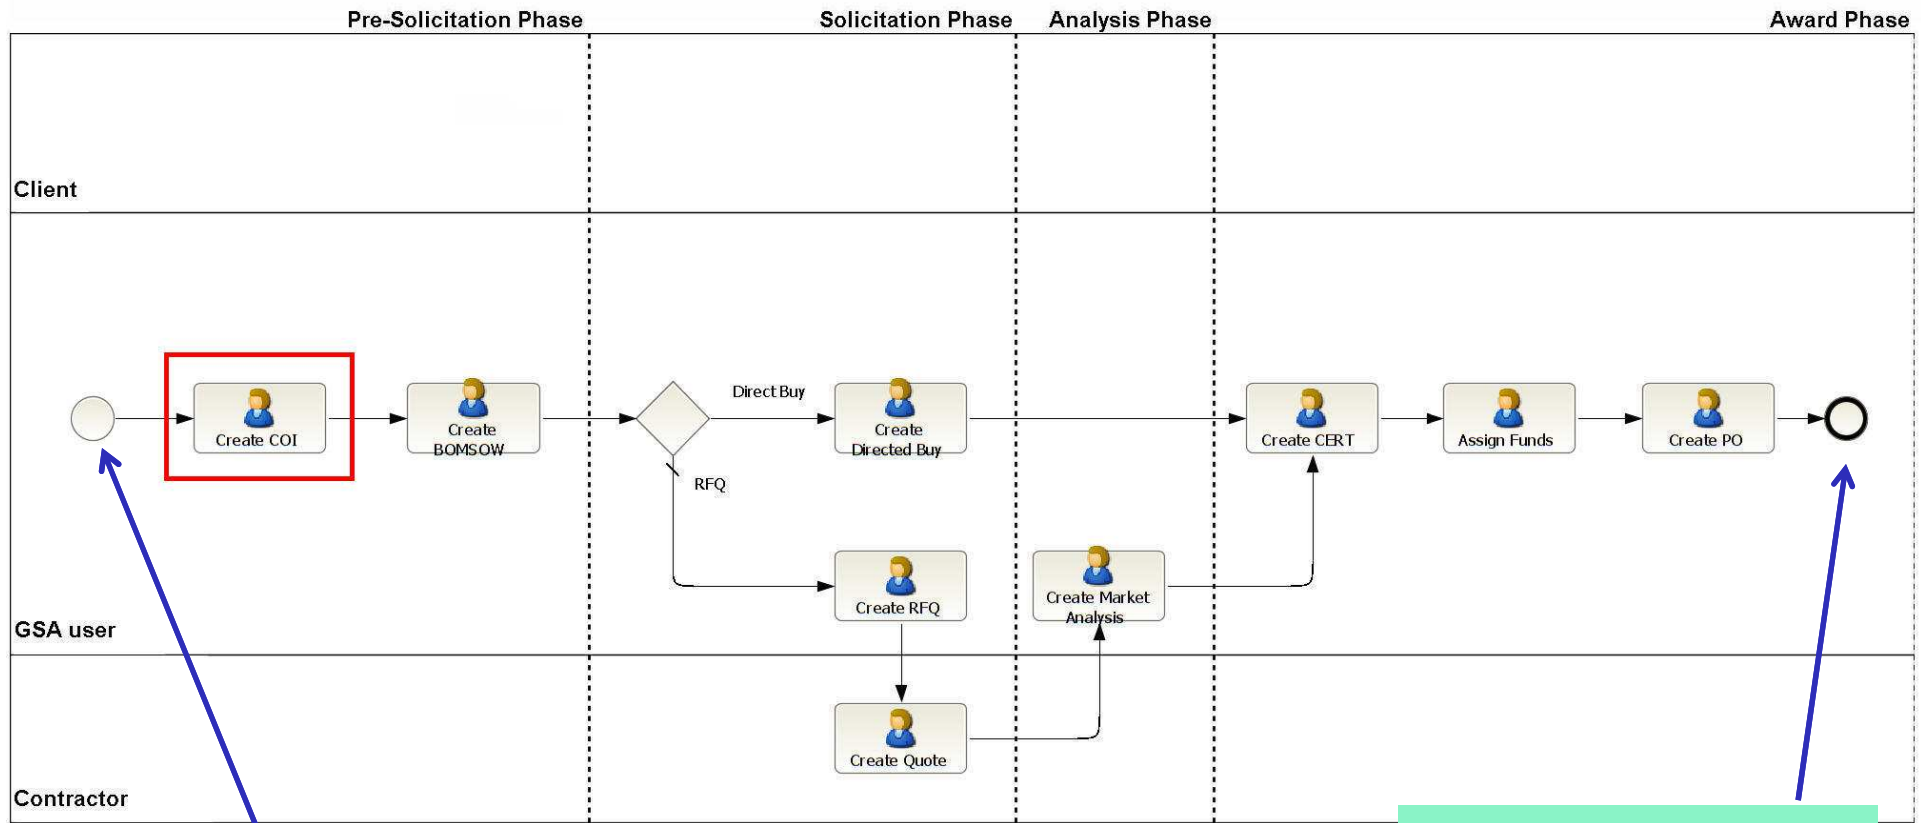 Pre-Solicitation Phase
Solicitation Phase
Analysis Phase
Award Phase
Client
Create COI
Create
BOMSOW
Direct Buy
Create
Directed Buy
Create CERT
Assign Funds
Create PO
RFQ
Create RFQ
Create Market
Analysis
GSA user
Create Quote
Contractor